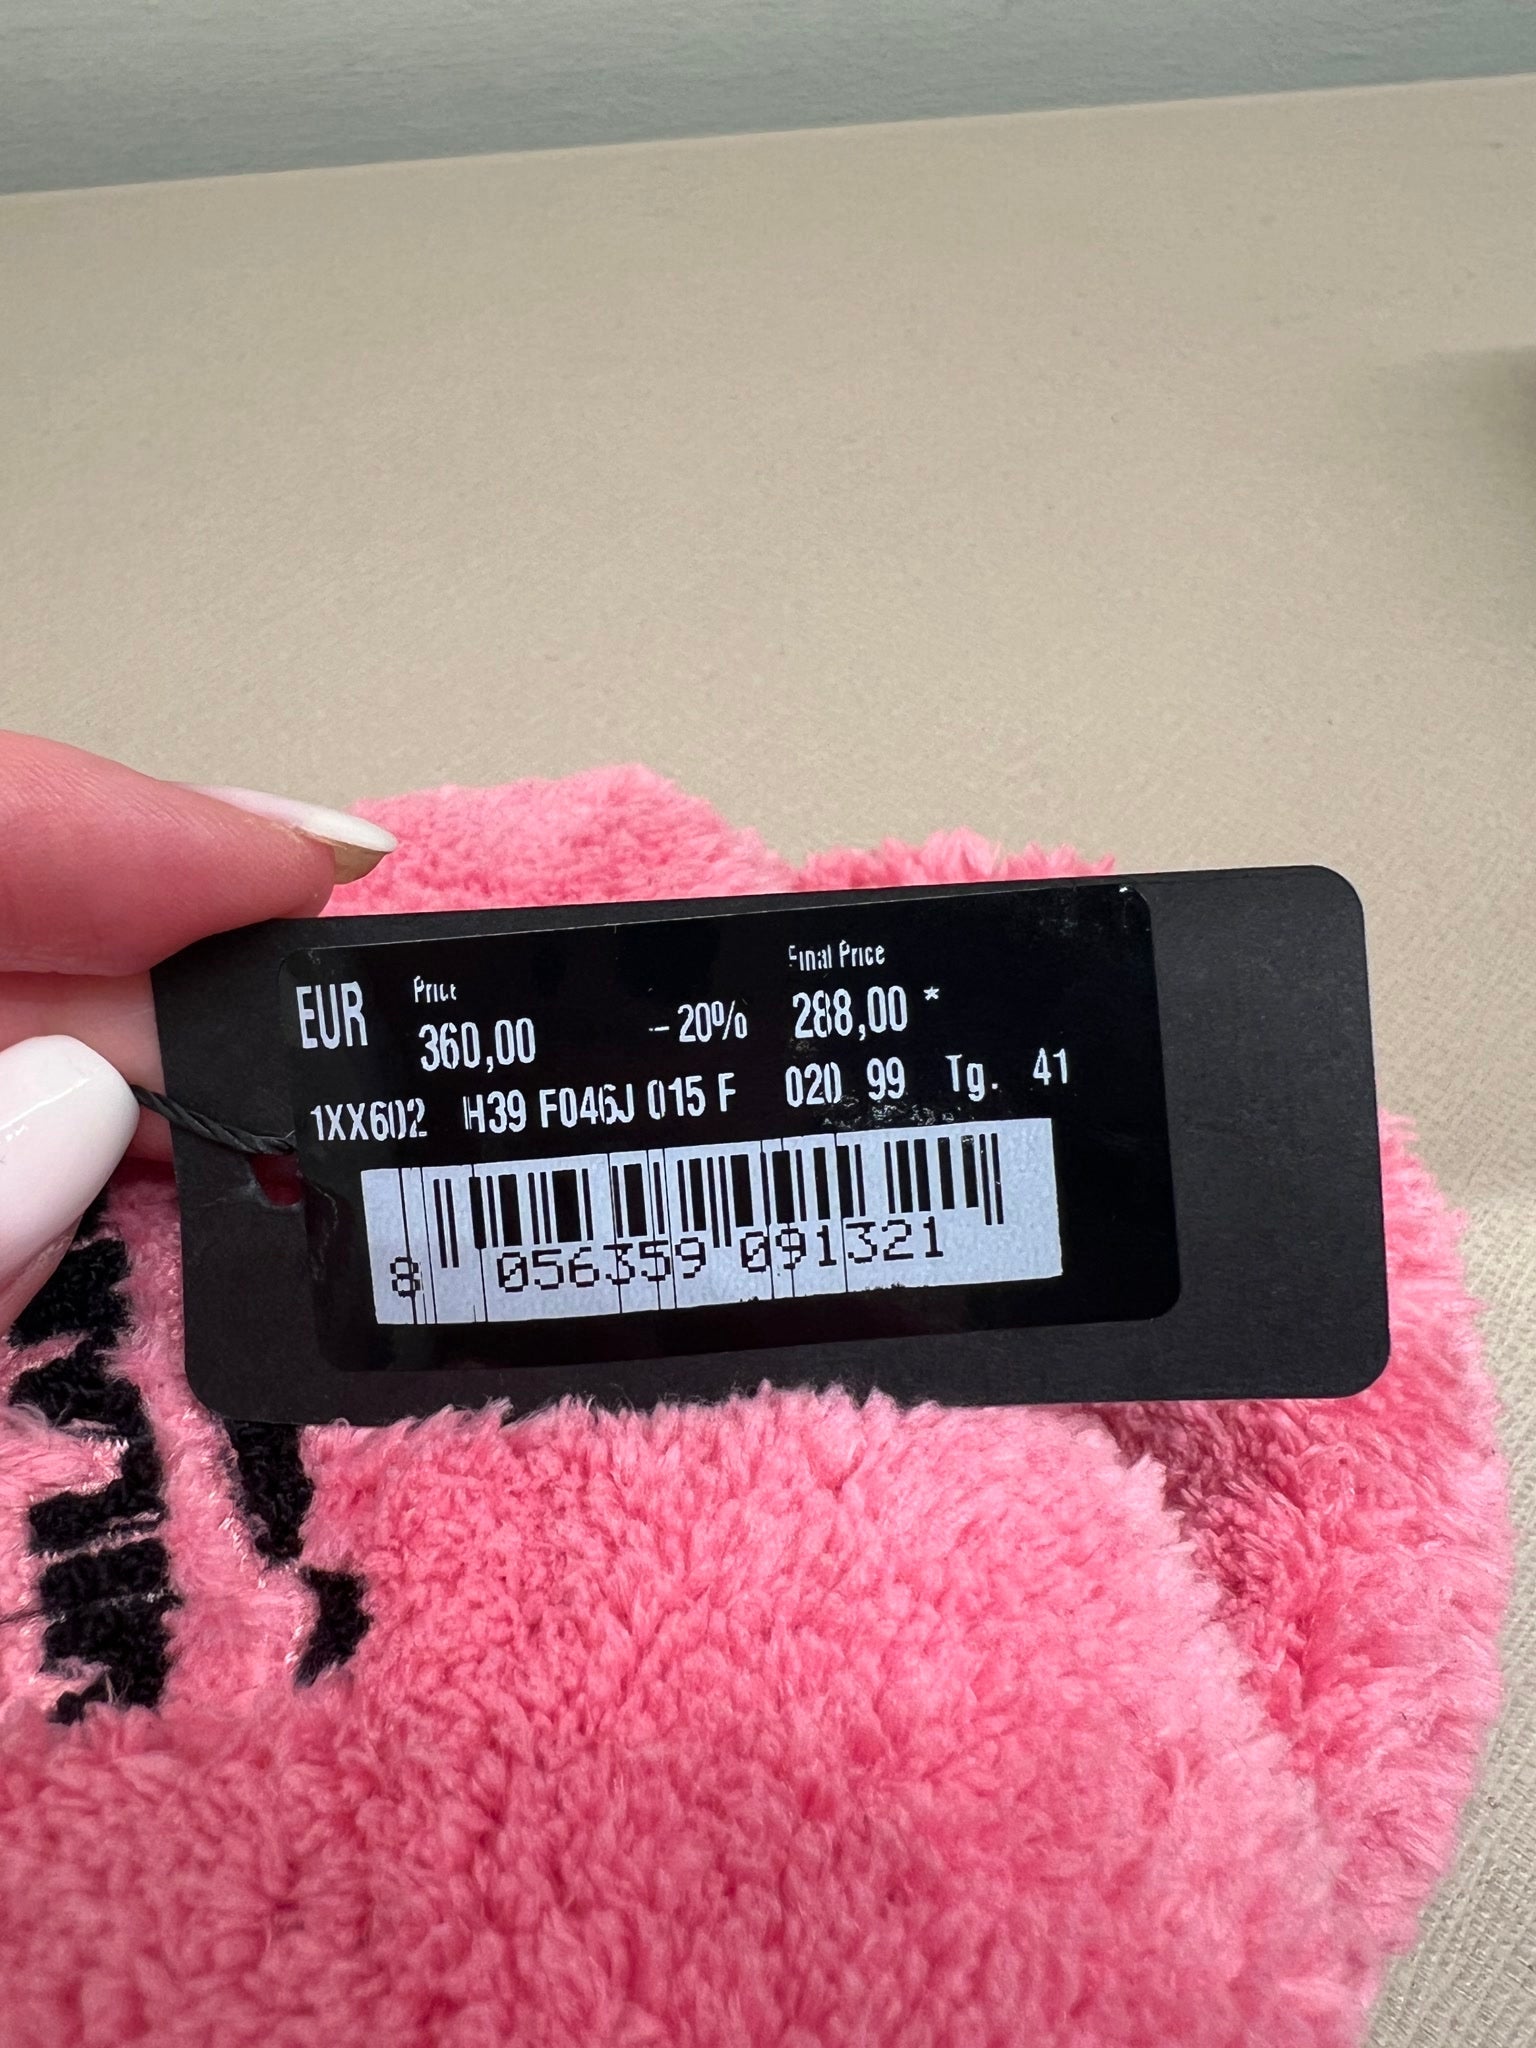 EUR Price 360,00 -20% Final Price 288,00 *
1XX602 H39 F046J 015 F 020 99 Tg. 41
8 056359 091321